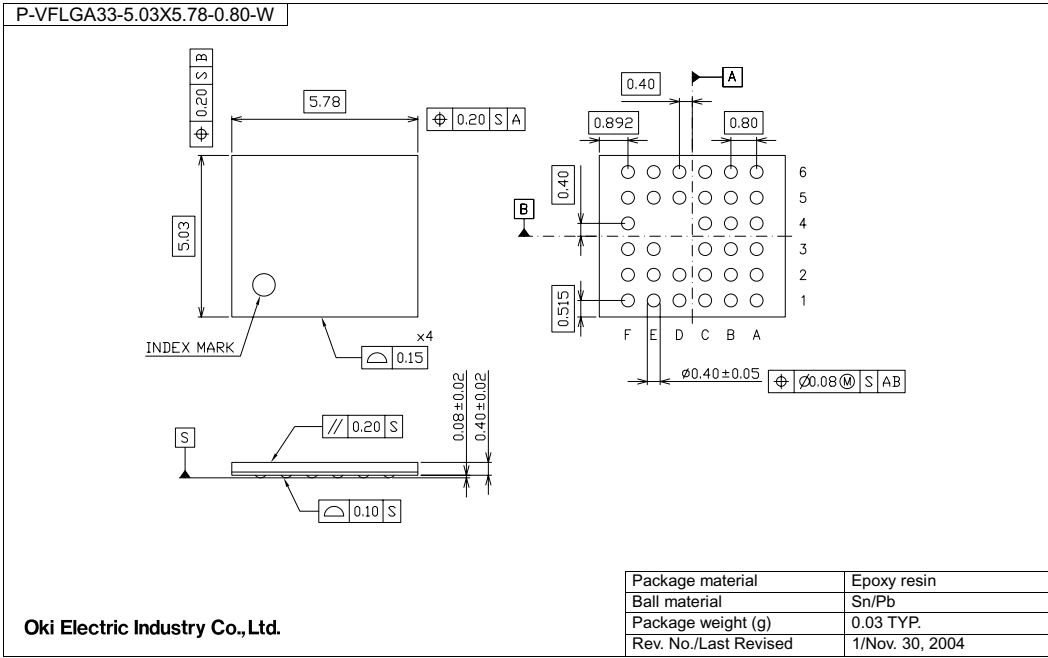 P-VFLGA33-5.03X5.78-0.80-W
⌖ 0.20 S B
5.78
⌖ 0.20 S A
5.03
INDEX MARK
x4
⌓ 0.15
0.40
A
0.892
0.80
0.40
B
0.515
6
5
4
3
2
1
F E D C B A
Ø0.40±0.05
⌖ Ø0.08Ⓜ S AB
S
// 0.20 S
0.08±0.02
0.40±0.02
⌓ 0.10 S
Package material Epoxy resin
Ball material Sn/Pb
Package weight (g) 0.03 TYP.
Rev. No./Last Revised 1/Nov. 30, 2004
Oki Electric Industry Co., Ltd.